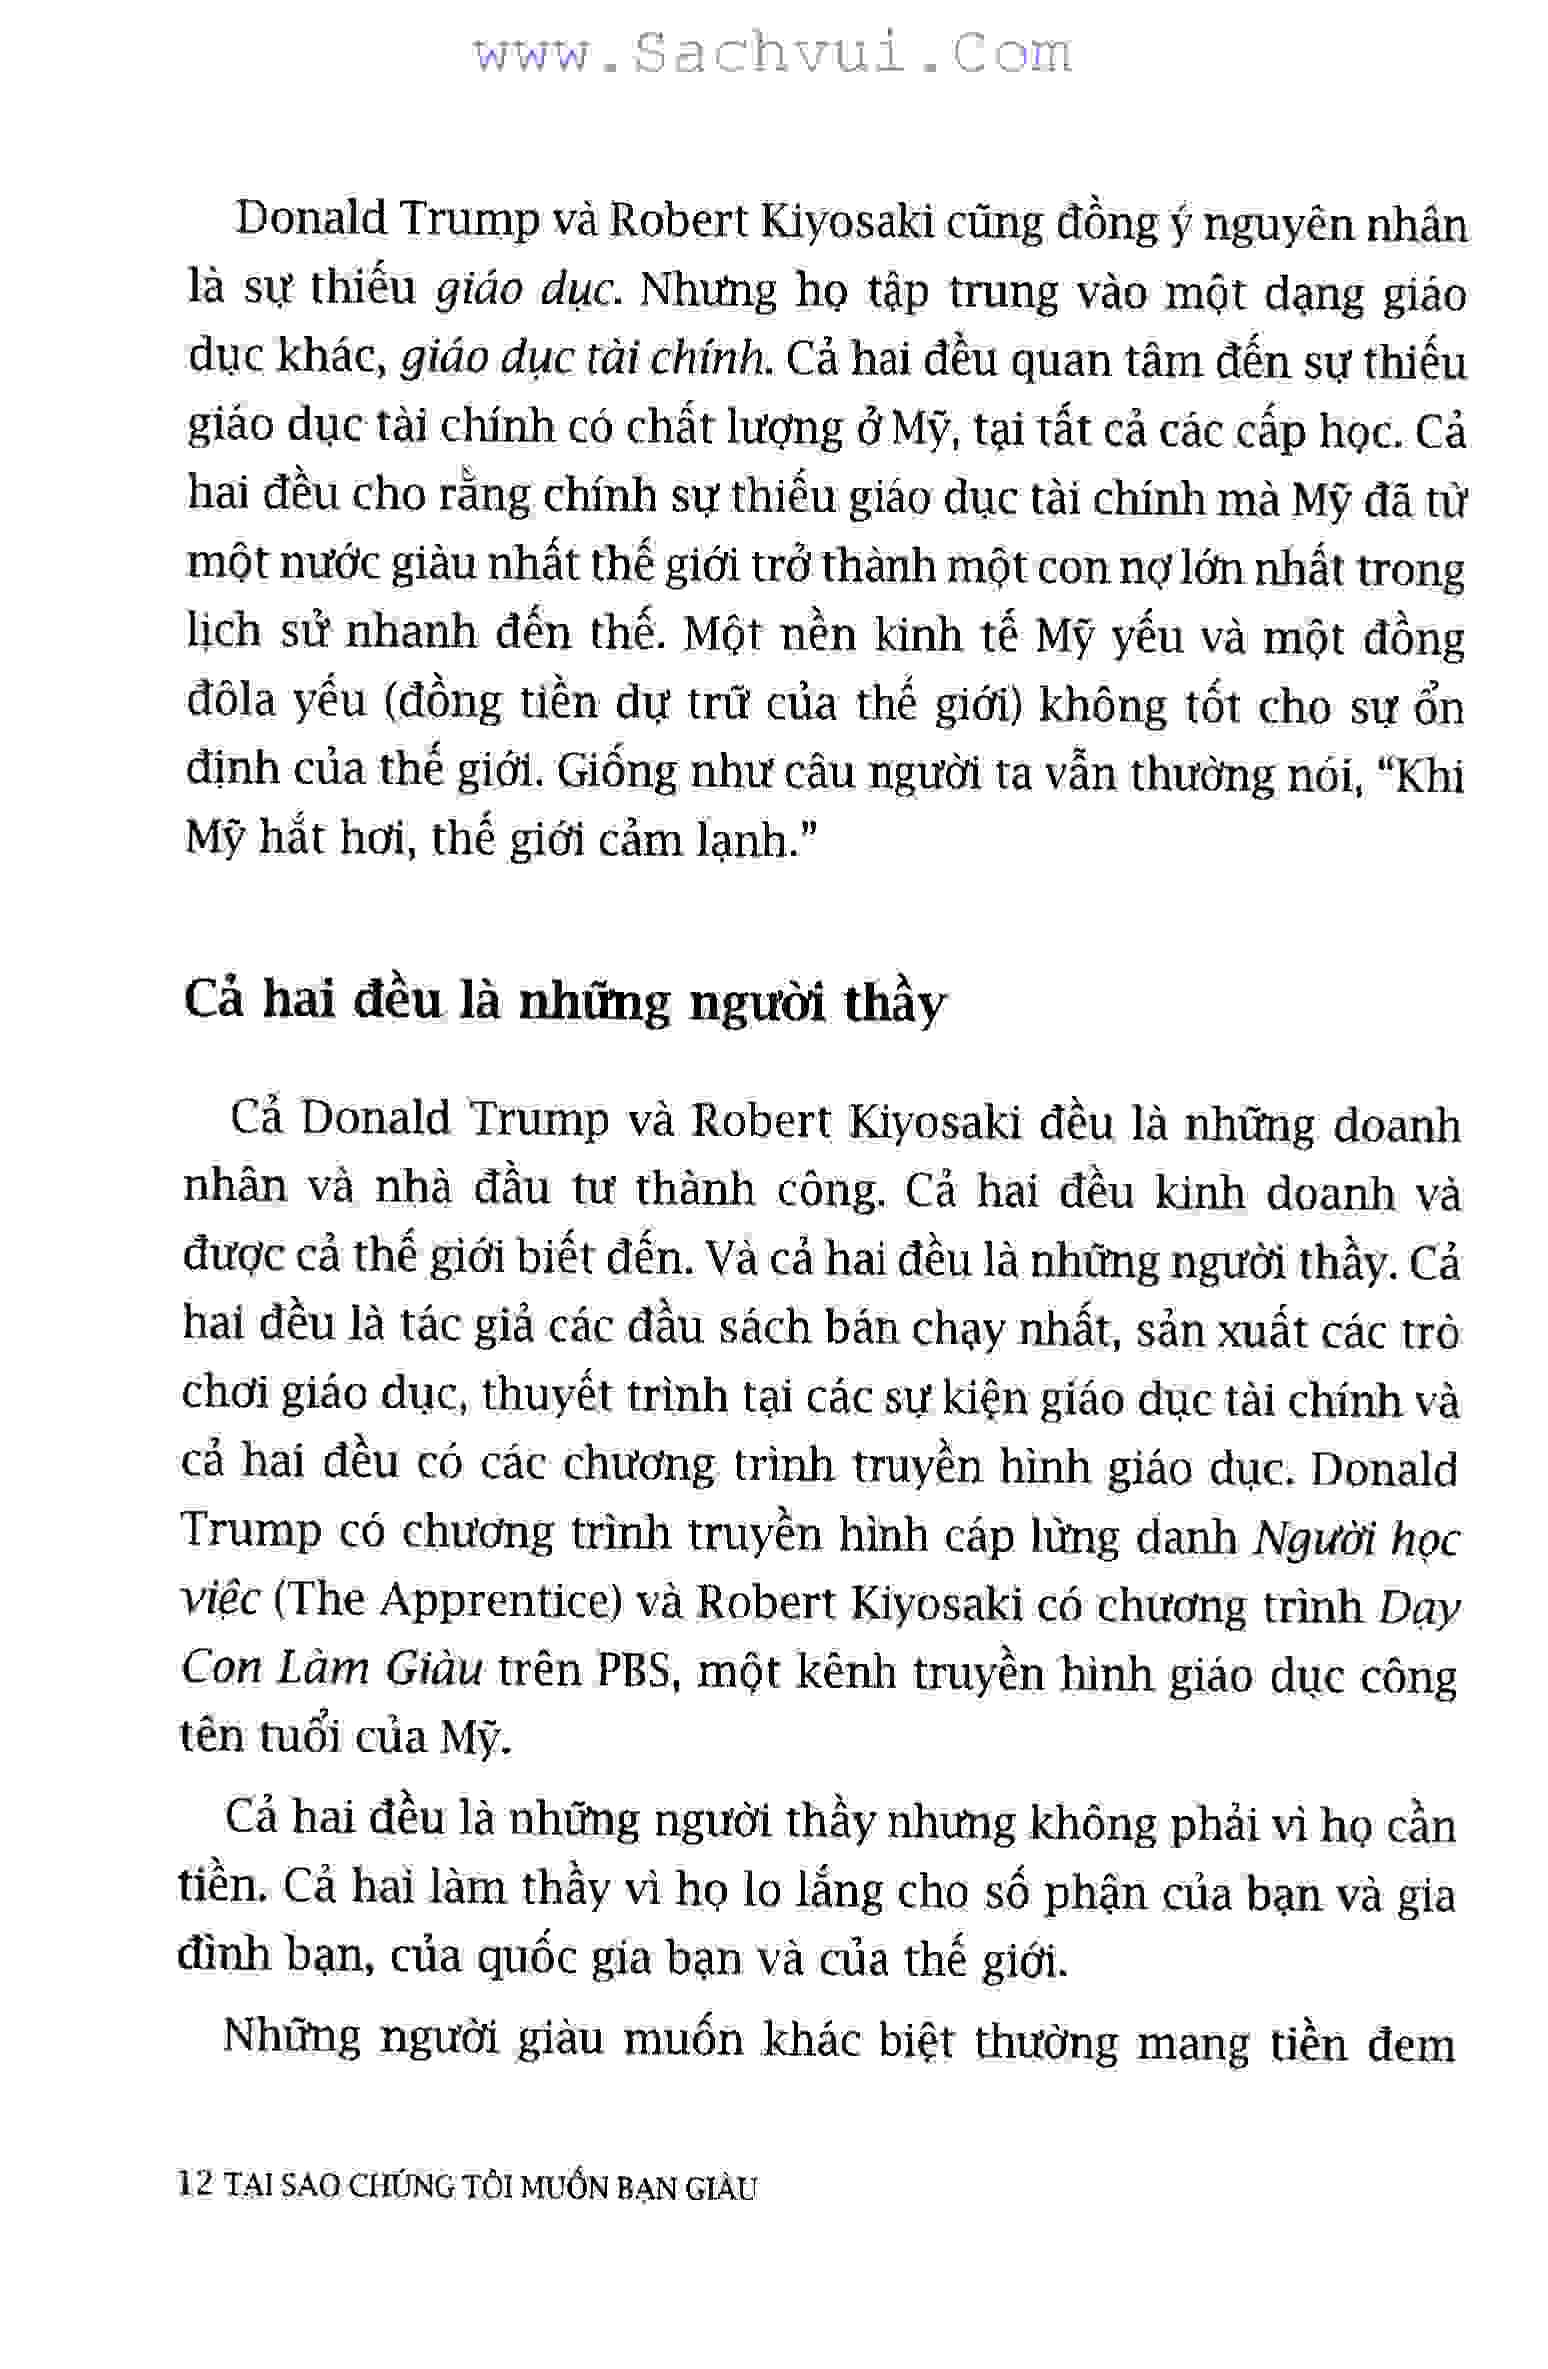 www.Sachvui.Com
Donald Trump và Robert Kiyosaki cũng đồng ý nguyên nhân
là sự thiếu giáo dục. Nhưng họ tập trung vào một dạng giáo
dục khác, giáo dục tài chính. Cả hai đều quan tâm đến sự thiếu
giáo dục tài chính có chất lượng ở Mỹ, tại tất cả các cấp học. Cả
hai đều cho rằng chính sự thiếu giáo dục tài chính mà Mỹ đã từ
một nước giàu nhất thế giới trở thành một con nợ lớn nhất trong
lịch sử nhanh đến thế. Một nền kinh tế Mỹ yếu và một đồng
đôla yếu (đồng tiền dự trữ của thế giới) không tốt cho sự ổn
định của thế giới. Giống như câu người ta vẫn thường nói, “Khi
Mỹ hắt hơi, thế giới cảm lạnh.”
Cả hai đều là những người thầy
Cả Donald Trump và Robert Kiyosaki đều là những doanh
nhân và nhà đầu tư thành công. Cả hai đều kinh doanh và
được cả thế giới biết đến. Và cả hai đều là những người thầy. Cả
hai đều là tác giả các đầu sách bán chạy nhất, sản xuất các trò
chơi giáo dục, thuyết trình tại các sự kiện giáo dục tài chính và
cả hai đều có các chương trình truyền hình giáo dục. Donald
Trump có chương trình truyền hình cáp lừng danh Người học
việc (The Apprentice) và Robert Kiyosaki có chương trình Dạy
Con Làm Giàu trên PBS, một kênh truyền hình giáo dục công
tên tuổi của Mỹ.
Cả hai đều là những người thầy nhưng không phải vì họ cần
tiền. Cả hai làm thầy vì họ lo lắng cho số phận của bạn và gia
đình bạn, của quốc gia bạn và của thế giới.
Những người giàu muốn khác biệt thường mang tiền đem
12 TẠI SAO CHÚNG TÔI MUỐN BẠN GIÀU